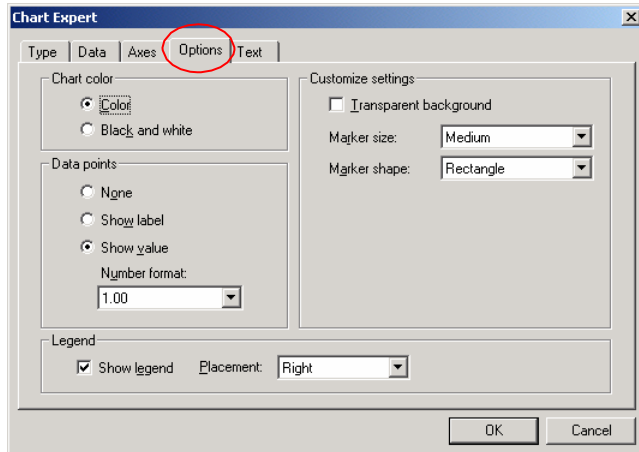 Chart Expert
Type Data Axes Options Text
Chart color
Color
Black and white
Data points
None
Show label
Show value
Number format:
1.00
Customize settings
Transparent background
Marker size: Medium
Marker shape: Rectangle
Legend
Show legend Placement: Right
OK Cancel